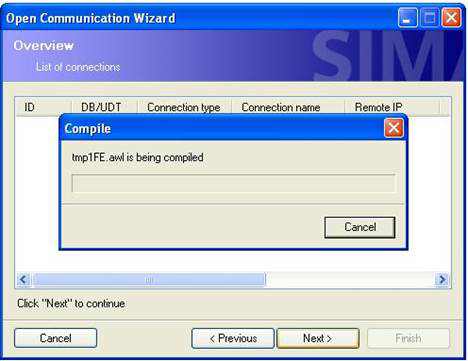 Open Communication Wizard
Overview
List of connections
SIMA
ID DB/UDT Connection type Connection name Remote IP
Compile
tmp1FE.awl is being compiled
Cancel
Click "Next" to continue
Cancel < Previous Next > Finish